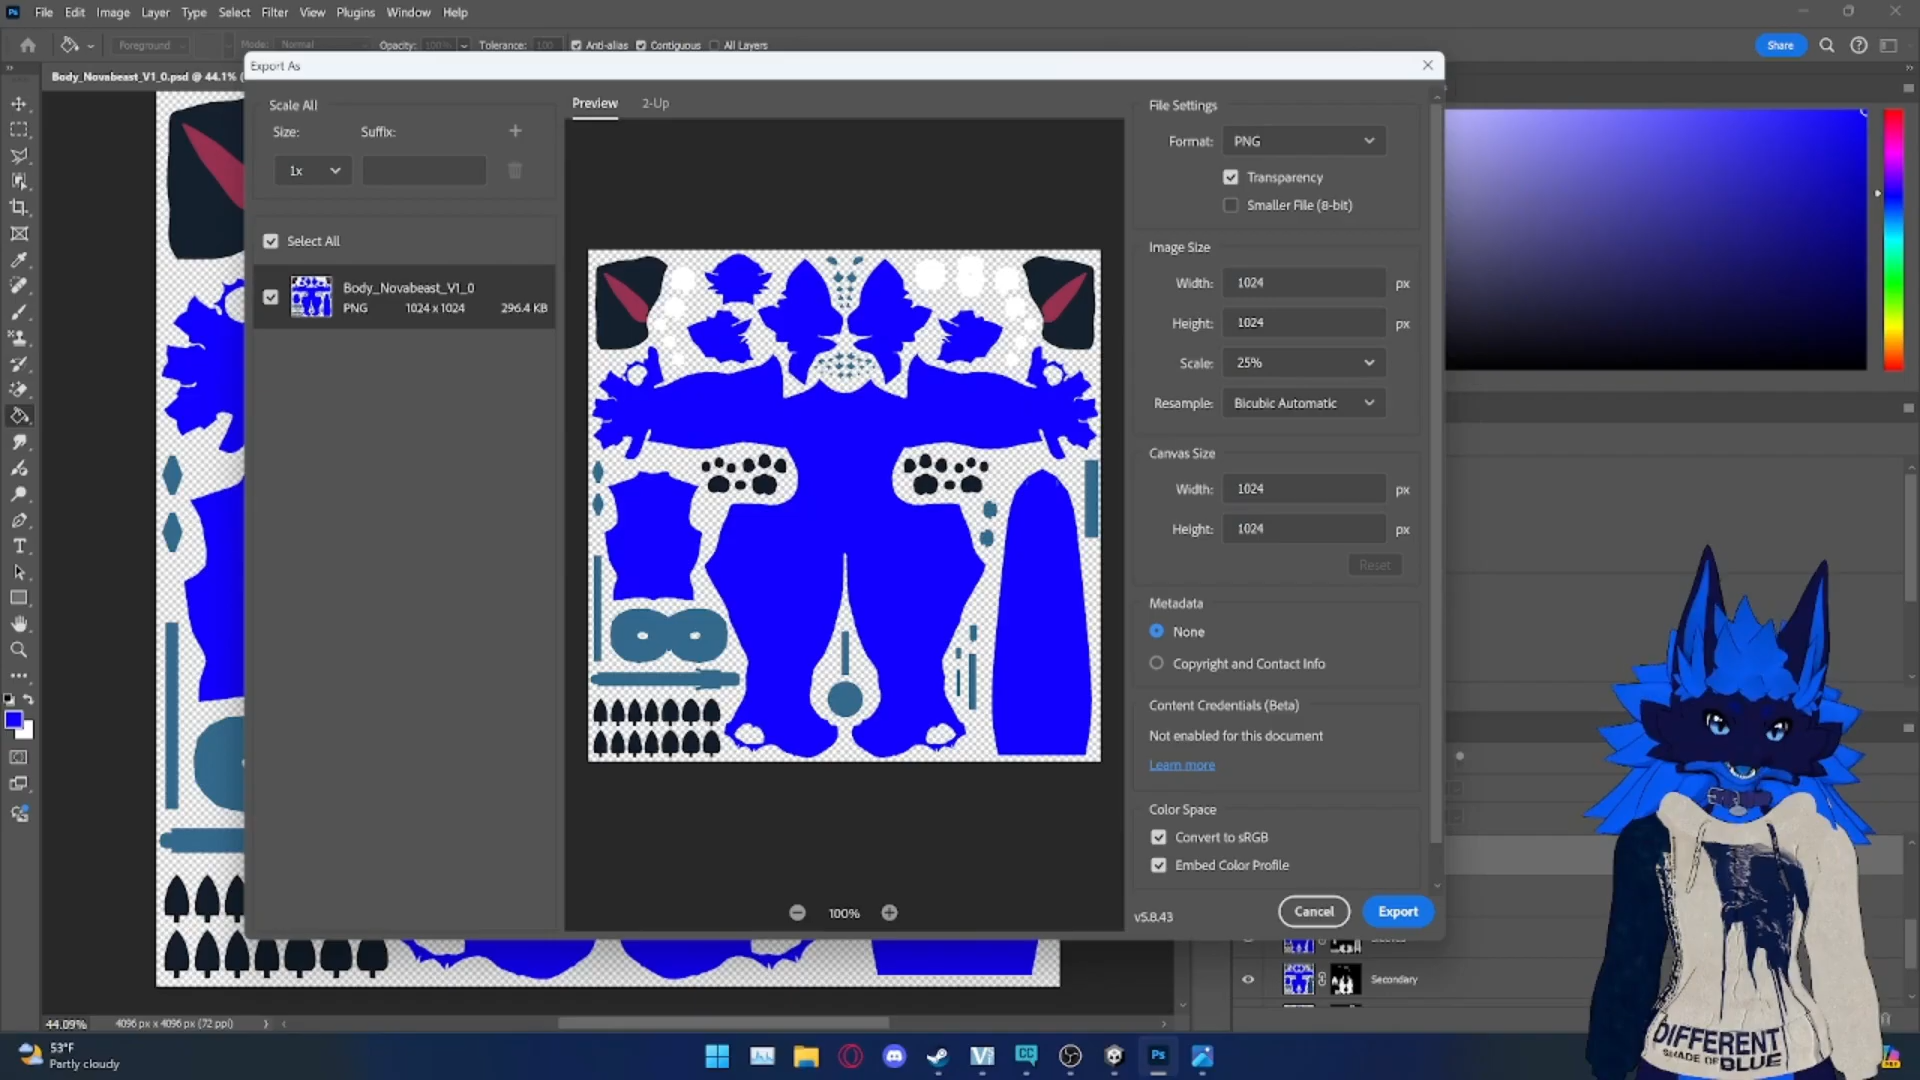 Ps File Edit Image Layer Type Select Filter View Plugins Window Help
Foreground Mode: Normal Opacity: 100% Tolerance: 100 Anti-alias Contiguous All Layers Share
Body_Novabeast_V1_0.psd @ 44.1% (
Export As
Scale All
Size: Suffix:
1x
Select All
Body_Novabeast_V1_0
PNG 1024 x 1024 296.4 KB
Preview 2-Up
100%
File Settings
Format: PNG
Transparency
Smaller File (8-bit)
Image Size
Width: 1024 px
Height: 1024 px
Scale: 25%
Resample: Bicubic Automatic
Canvas Size
Width: 1024 px
Height: 1024 px
Reset
Metadata
None
Copyright and Contact Info
Content Credentials (Beta)
Not enabled for this document
Learn more
Color Space
Convert to sRGB
Embed Color Profile
v5.8.43 Cancel Export
Secondary
44.09% 4096 px x 4096 px (72 ppi)
DIFFERENT
SHADE OF BLUE
53°F
Partly cloudy
CC
Ps